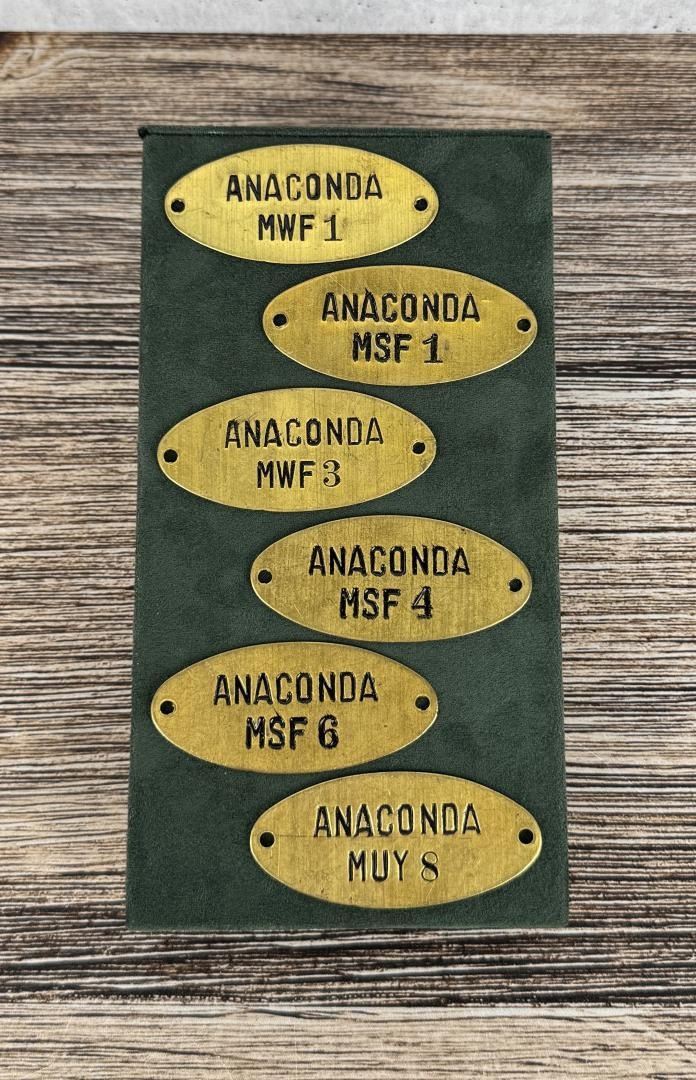 ANACONDA
MWF 1
ANACONDA
MSF 1
ANACONDA
MWF 3
ANACONDA
MSF 4
ANACONDA
MSF 6
ANACONDA
MUY 8